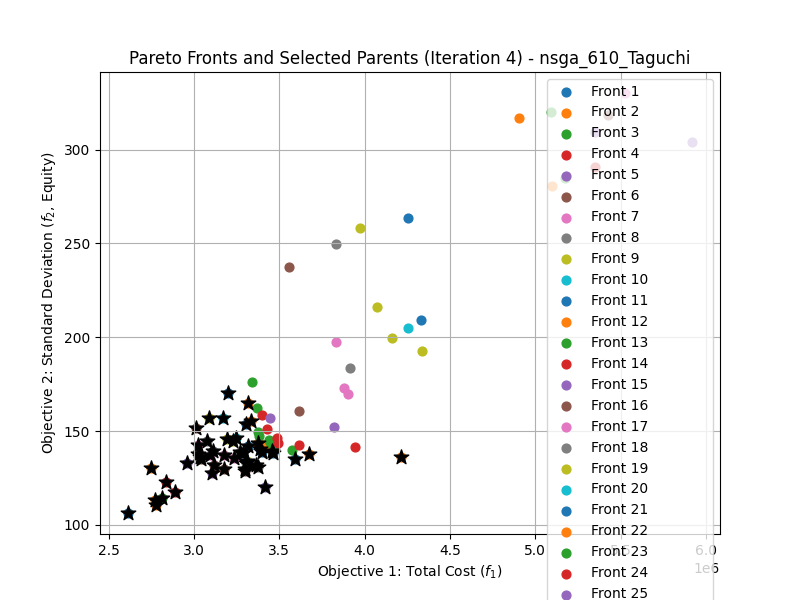 Pareto Fronts and Selected Parents (Iteration 4) - nsga_610_Taguchi
Objective 2: Standard Deviation (f₂, Equity)
300
250
200
150
100
2.5 3.0 3.5 4.0 4.5 5.0 5.5 6.0
1e6
Objective 1: Total Cost (f₁)
Front 1
Front 2
Front 3
Front 4
Front 5
Front 6
Front 7
Front 8
Front 9
Front 10
Front 11
Front 12
Front 13
Front 14
Front 15
Front 16
Front 17
Front 18
Front 19
Front 20
Front 21
Front 22
Front 23
Front 24
Front 25